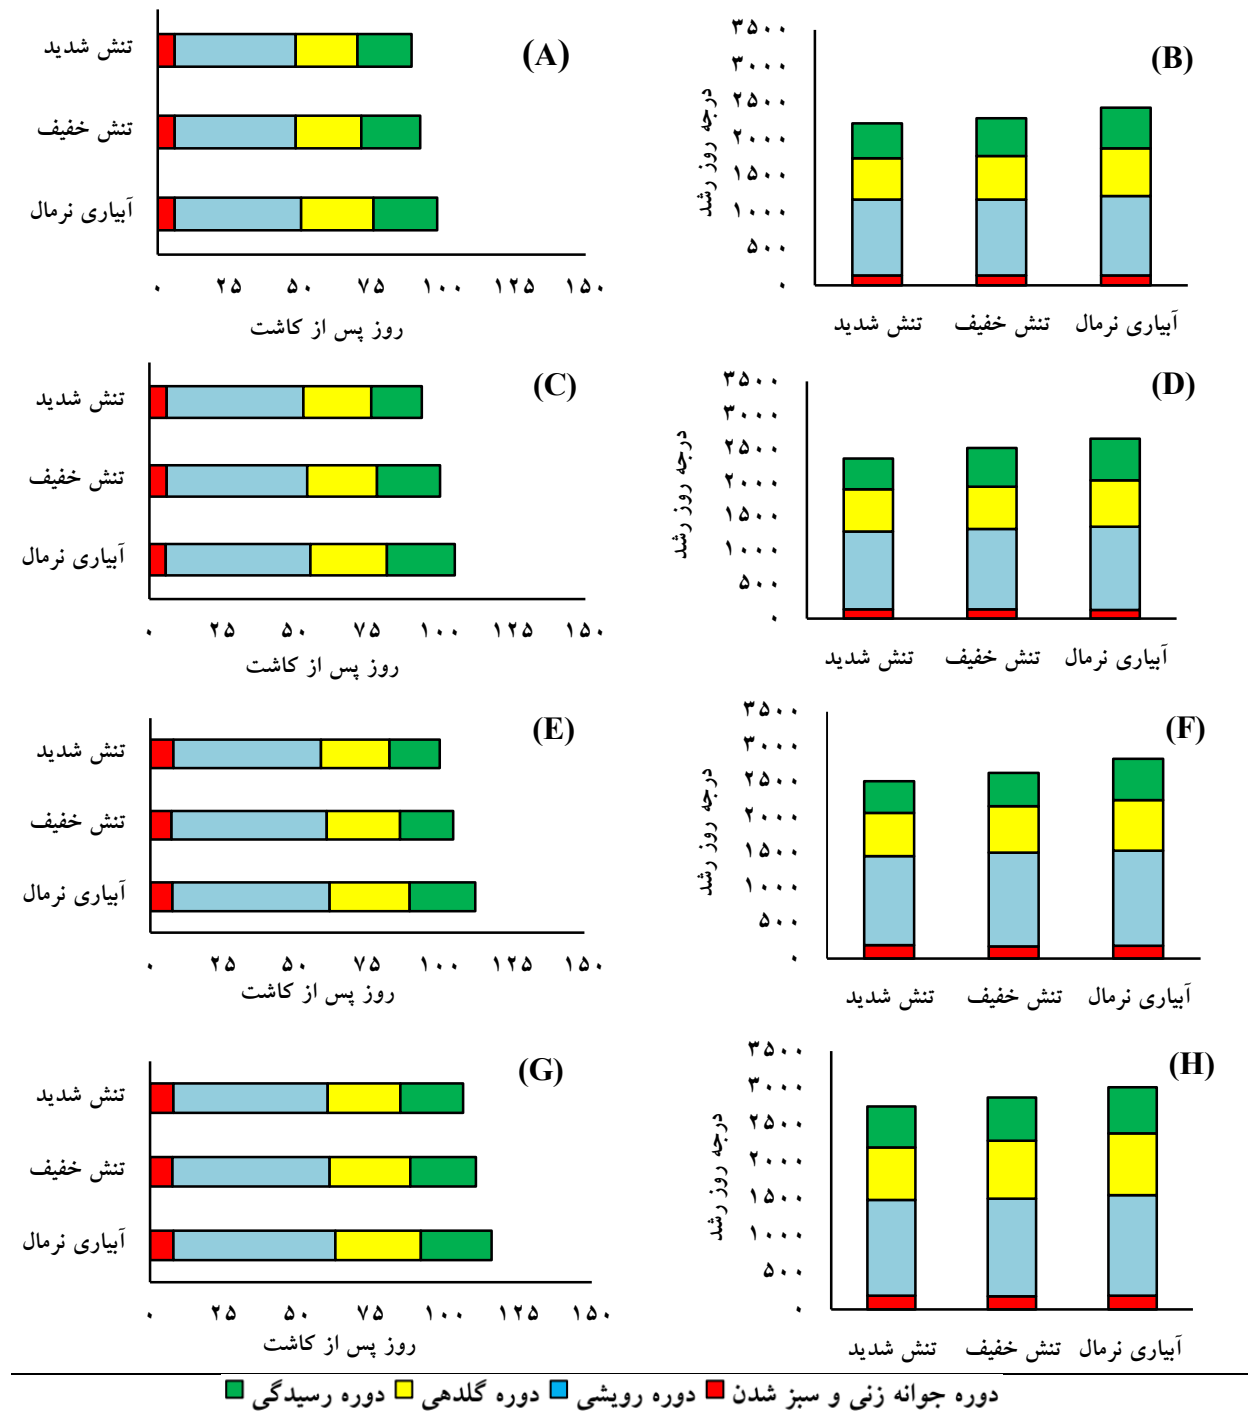 (A)
تنش شدید
تنش خفیف
آبیاری نرمال
۰ ۲۵ ۵۰ ۷۵ ۱۰۰ ۱۲۵ ۱۵۰
روز پس از کاشت
(B)
درجه روز رشد
۳۵۰۰
۳۰۰۰
۲۵۰۰
۲۰۰۰
۱۵۰۰
۱۰۰۰
۵۰۰
۰
تنش شدید تنش خفیف آبیاری نرمال
(C)
تنش شدید
تنش خفیف
آبیاری نرمال
۰ ۲۵ ۵۰ ۷۵ ۱۰۰ ۱۲۵ ۱۵۰
روز پس از کاشت
(D)
درجه روز رشد
۳۵۰۰
۳۰۰۰
۲۵۰۰
۲۰۰۰
۱۵۰۰
۱۰۰۰
۵۰۰
۰
تنش شدید تنش خفیف آبیاری نرمال
(E)
تنش شدید
تنش خفیف
آبیاری نرمال
۰ ۲۵ ۵۰ ۷۵ ۱۰۰ ۱۲۵ ۱۵۰
روز پس از کاشت
(F)
درجه روز رشد
۳۵۰۰
۳۰۰۰
۲۵۰۰
۲۰۰۰
۱۵۰۰
۱۰۰۰
۵۰۰
۰
تنش شدید تنش خفیف آبیاری نرمال
(G)
تنش شدید
تنش خفیف
آبیاری نرمال
۰ ۲۵ ۵۰ ۷۵ ۱۰۰ ۱۲۵ ۱۵۰
روز پس از کاشت
(H)
درجه روز رشد
۳۵۰۰
۳۰۰۰
۲۵۰۰
۲۰۰۰
۱۵۰۰
۱۰۰۰
۵۰۰
۰
تنش شدید تنش خفیف آبیاری نرمال
دوره جوانه زنی و سبز شدن دوره رویشی دوره گلدهی دوره رسیدگی